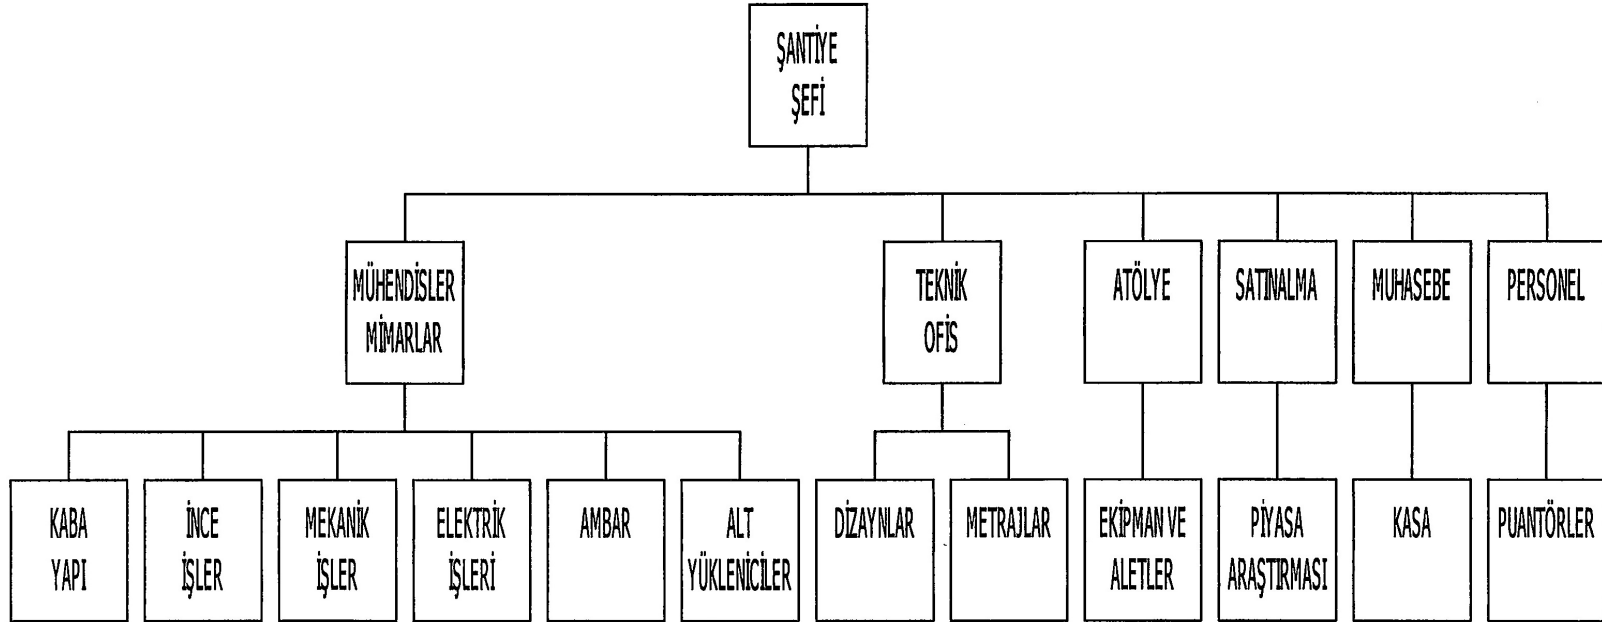 ŞANTİYE
ŞEFİ
MÜHENDİSLER
MİMARLAR
TEKNİK
OFİS
ATÖLYE
SATINALMA
MUHASEBE
PERSONEL
KABA
YAPI
İNCE
İŞLER
MEKANİK
İŞLER
ELEKTRİK
İŞLERİ
AMBAR
ALT
YÜKLENİCİLER
DİZAYNLAR
METRAJLAR
EKİPMAN VE
ALETLER
PİYASA
ARAŞTIRMASI
KASA
PUANTÖRLER